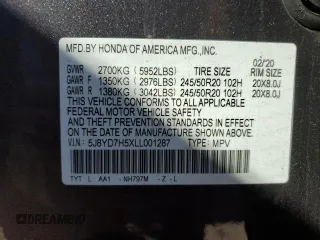 MFD.BY HONDA OF AMERICA MFG.,INC.
02/20
GVWR 2700KG ( 5952LBS) TIRE SIZE RIM SIZE
GAWR F 1350KG ( 2976LBS) 245/50R20 102H 20X8.0J
GAWR R 1380KG ( 3042LBS) 245/50R20 102H 20X8.0J
THIS VEHICLE CONFORMS TO ALL APPLICABLE
FEDERAL MOTOR VEHICLE SAFETY AND THEFT
PREVENTION STANDARDS IN EFFECT ON THE DATE
OF MANUFACTURE SHOWN ABOVE.
V.I.N: 5J8YD7H5XLL001287 TYPE: MPV
TYT L AA1 -NH797M -Z -L
DREAMBID